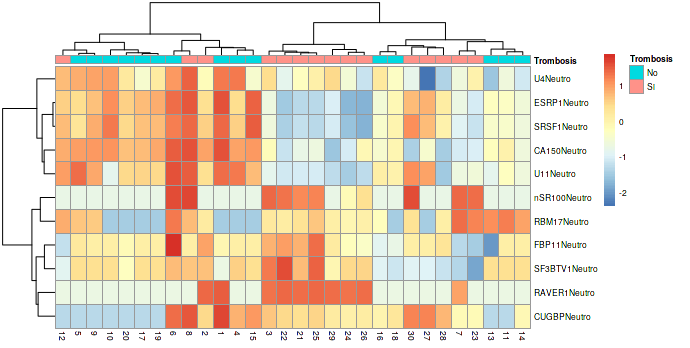 Trombosis
Trombosis
No
SI
U4Neutro
ESRP1Neutro
SRSF1Neutro
CA150Neutro
U11Neutro
nSR100Neutro
RBM17Neutro
FBP11Neutro
SF3BTV1Neutro
RAVER1Neutro
CUGBPNeutro
1
0
-1
-2
12 5 9 10 20 17 19 6 8 2 1 4 15 3 22 21 25 29 24 26 16 18 30 27 28 7 23 13 11 14